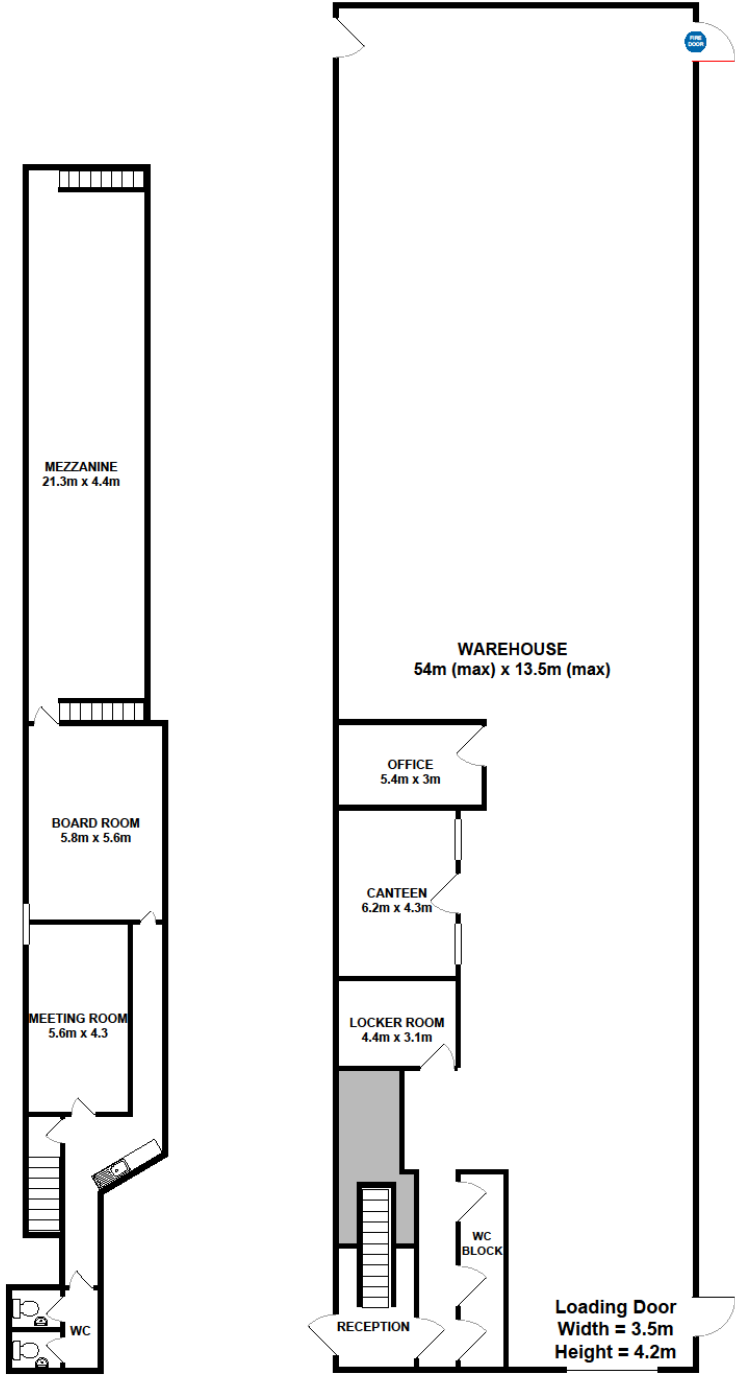 FIRE
DOOR
MEZZANINE
21.3m x 4.4m
WAREHOUSE
54m (max) x 13.5m (max)
OFFICE
5.4m x 3m
BOARD ROOM
5.8m x 5.6m
CANTEEN
6.2m x 4.3m
MEETING ROOM
5.6m x 4.3
LOCKER ROOM
4.4m x 3.1m
WC
BLOCK
WC
RECEPTION
Loading Door
Width = 3.5m
Height = 4.2m